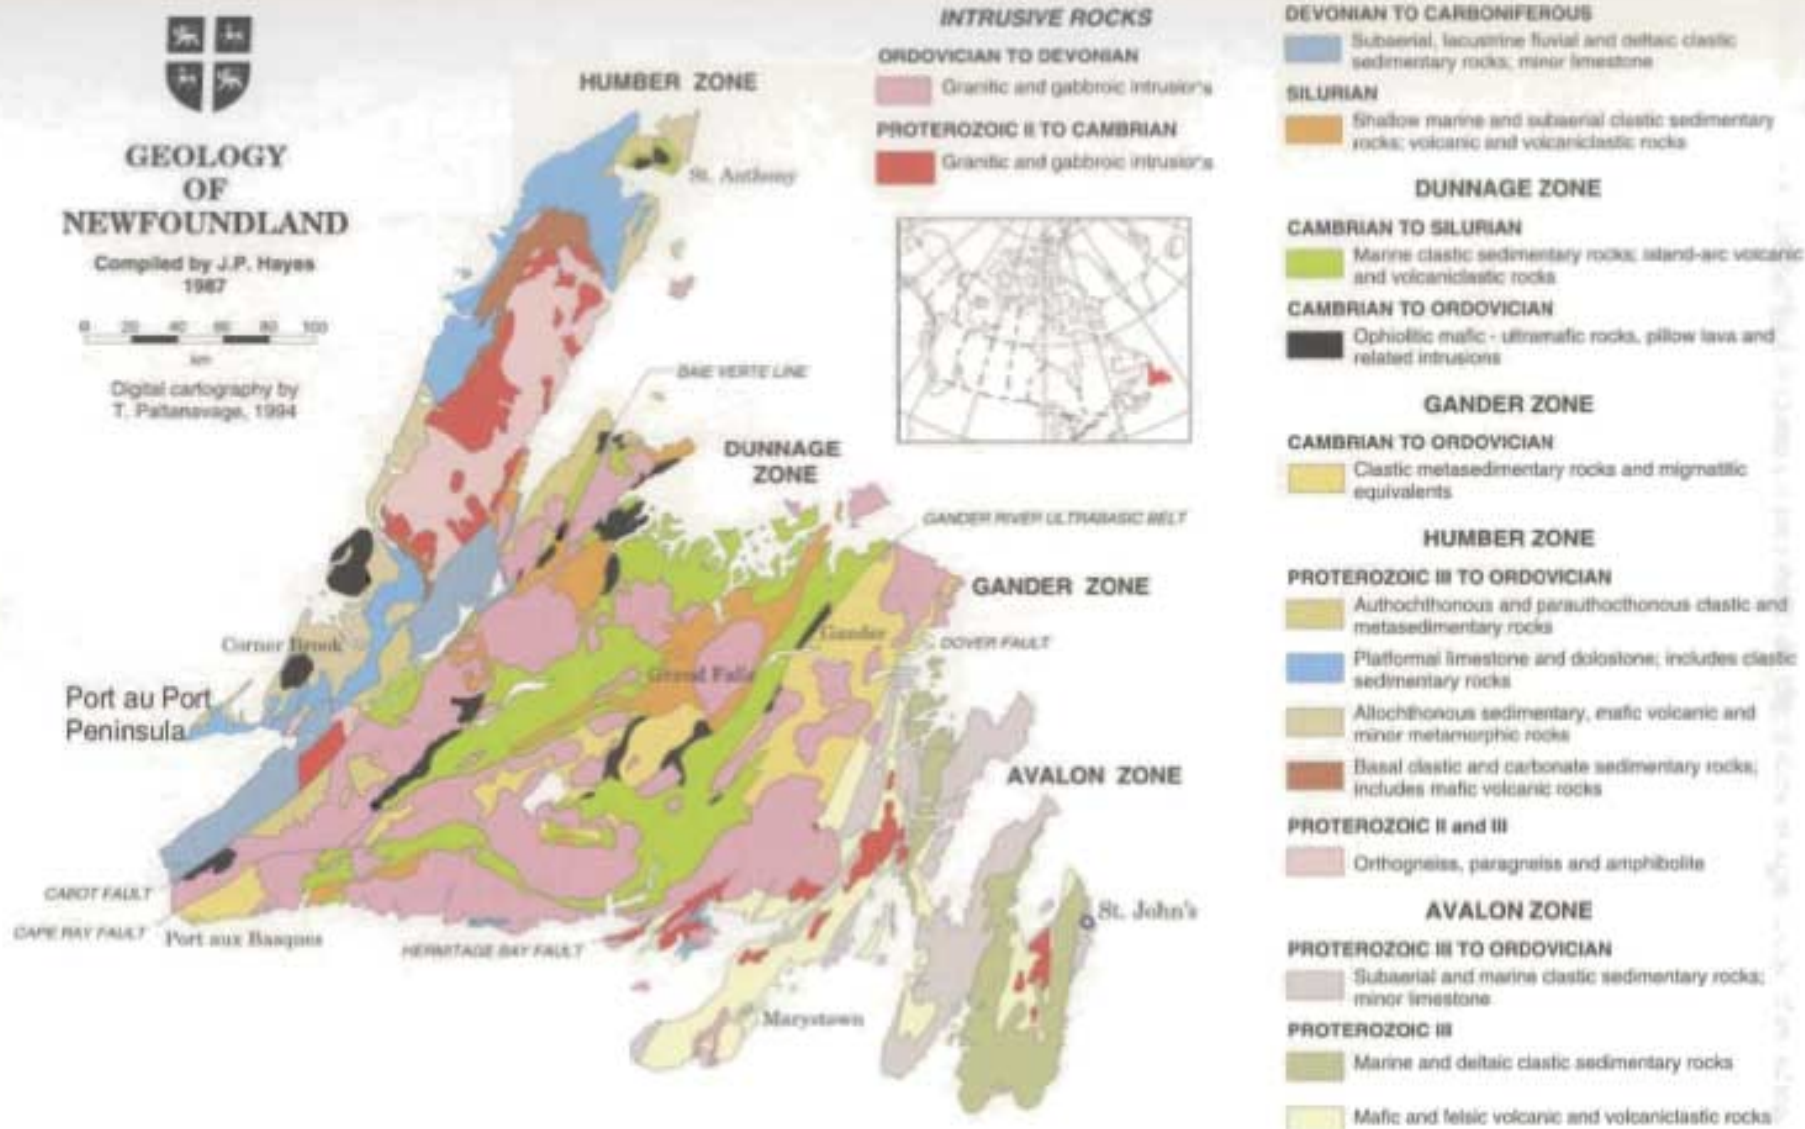 GEOLOGY
OF
NEWFOUNDLAND
Compiled by J.P. Hayes
1987
0 20 40 60 80 100
km
Digital cartography by
T. Paltanavage, 1994
HUMBER ZONE
St. Anthony
BAIE VERTE LINE
DUNNAGE
ZONE
GANDER RIVER ULTRABASIC BELT
GANDER ZONE
Gander
DOVER FAULT
Corner Brook
Grand Falls
Port au Port
Peninsula
AVALON ZONE
CABOT FAULT
CAPE RAY FAULT
Port aux Basques
HERMITAGE BAY FAULT
St. John's
Marystown
INTRUSIVE ROCKS
ORDOVICIAN TO DEVONIAN
Granitic and gabbroic intrusions
PROTEROZOIC II TO CAMBRIAN
Granitic and gabbroic intrusions
DEVONIAN TO CARBONIFEROUS
Subaerial, lacustrine fluvial and deltaic clastic
sedimentary rocks; minor limestone
SILURIAN
Shallow marine and subaerial clastic sedimentary
rocks; volcanic and volcaniclastic rocks
DUNNAGE ZONE
CAMBRIAN TO SILURIAN
Marine clastic sedimentary rocks; island-arc volcanic
and volcaniclastic rocks
CAMBRIAN TO ORDOVICIAN
Ophiolitic mafic - ultramafic rocks, pillow lava and
related intrusions
GANDER ZONE
CAMBRIAN TO ORDOVICIAN
Clastic metasedimentary rocks and migmatitic
equivalents
HUMBER ZONE
PROTEROZOIC III TO ORDOVICIAN
Authochthonous and parauthocthonous clastic and
metasedimentary rocks
Platformal limestone and dolostone; includes clastic
sedimentary rocks
Allochthonous sedimentary, mafic volcanic and
minor metamorphic rocks
Basal clastic and carbonate sedimentary rocks;
includes mafic volcanic rocks
PROTEROZOIC II and III
Orthogneiss, paragneiss and amphibolite
AVALON ZONE
PROTEROZOIC III TO ORDOVICIAN
Subaerial and marine clastic sedimentary rocks;
minor limestone
PROTEROZOIC III
Marine and deltaic clastic sedimentary rocks
Mafic and felsic volcanic and volcaniclastic rocks